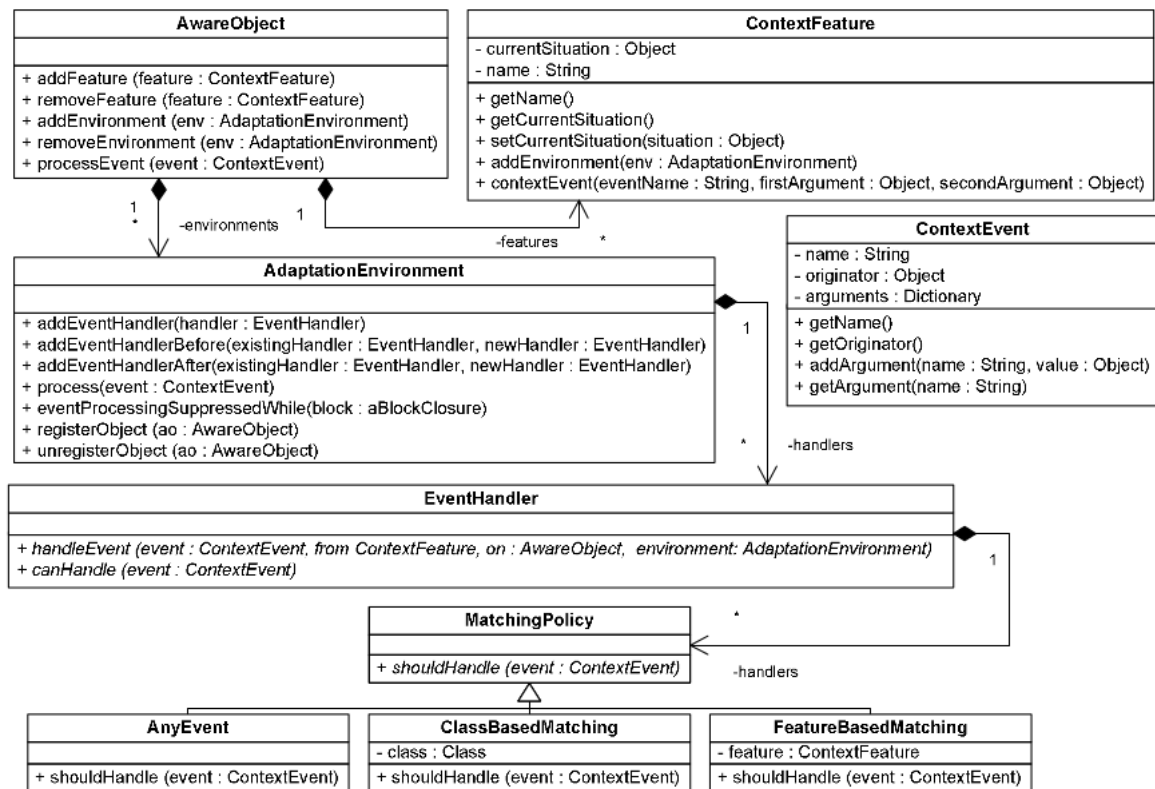 AwareObject
+ addFeature (feature : ContextFeature)
+ removeFeature (feature : ContextFeature)
+ addEnvironment (env : AdaptationEnvironment)
+ removeEnvironment (env : AdaptationEnvironment)
+ processEvent (event : ContextEvent)
ContextFeature
- currentSituation : Object
- name : String
+ getName()
+ getCurrentSituation()
+ setCurrentSituation(situation : Object)
+ addEnvironment(env : AdaptationEnvironment)
+ contextEvent(eventName : String, firstArgument : Object, secondArgument : Object)
1
*
-environments
1
-features
*
ContextEvent
- name : String
- originator : Object
- arguments : Dictionary
+ getName()
+ getOriginator()
+ addArgument(name : String, value : Object)
+ getArgument(name : String)
AdaptationEnvironment
+ addEventHandler(handler : EventHandler)
+ addEventHandlerBefore(existingHandler : EventHandler, newHandler : EventHandler)
+ addEventHandlerAfter(existingHandler : EventHandler, newHandler : EventHandler)
+ process(event : ContextEvent)
+ eventProcessingSuppressedWhile(block : aBlockClosure)
+ registerObject (ao : AwareObject)
+ unregisterObject (ao : AwareObject)
1
*
-handlers
EventHandler
+ handleEvent (event : ContextEvent, from ContextFeature, on : AwareObject, environment: AdaptationEnvironment)
+ canHandle (event : ContextEvent)
1
*
-handlers
MatchingPolicy
+ shouldHandle (event : ContextEvent)
AnyEvent
+ shouldHandle (event : ContextEvent)
ClassBasedMatching
- class : Class
+ shouldHandle (event : ContextEvent)
FeatureBasedMatching
- feature : ContextFeature
+ shouldHandle (event : ContextEvent)